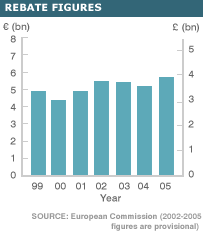 REBATE FIGURES
€ (bn) £ (bn)
8
7
6
5
4
3
2
1
0
5
4
3
2
1
0
99 00 01 02 03 04 05
Year
SOURCE: European Commission (2002-2005
figures are provisional)